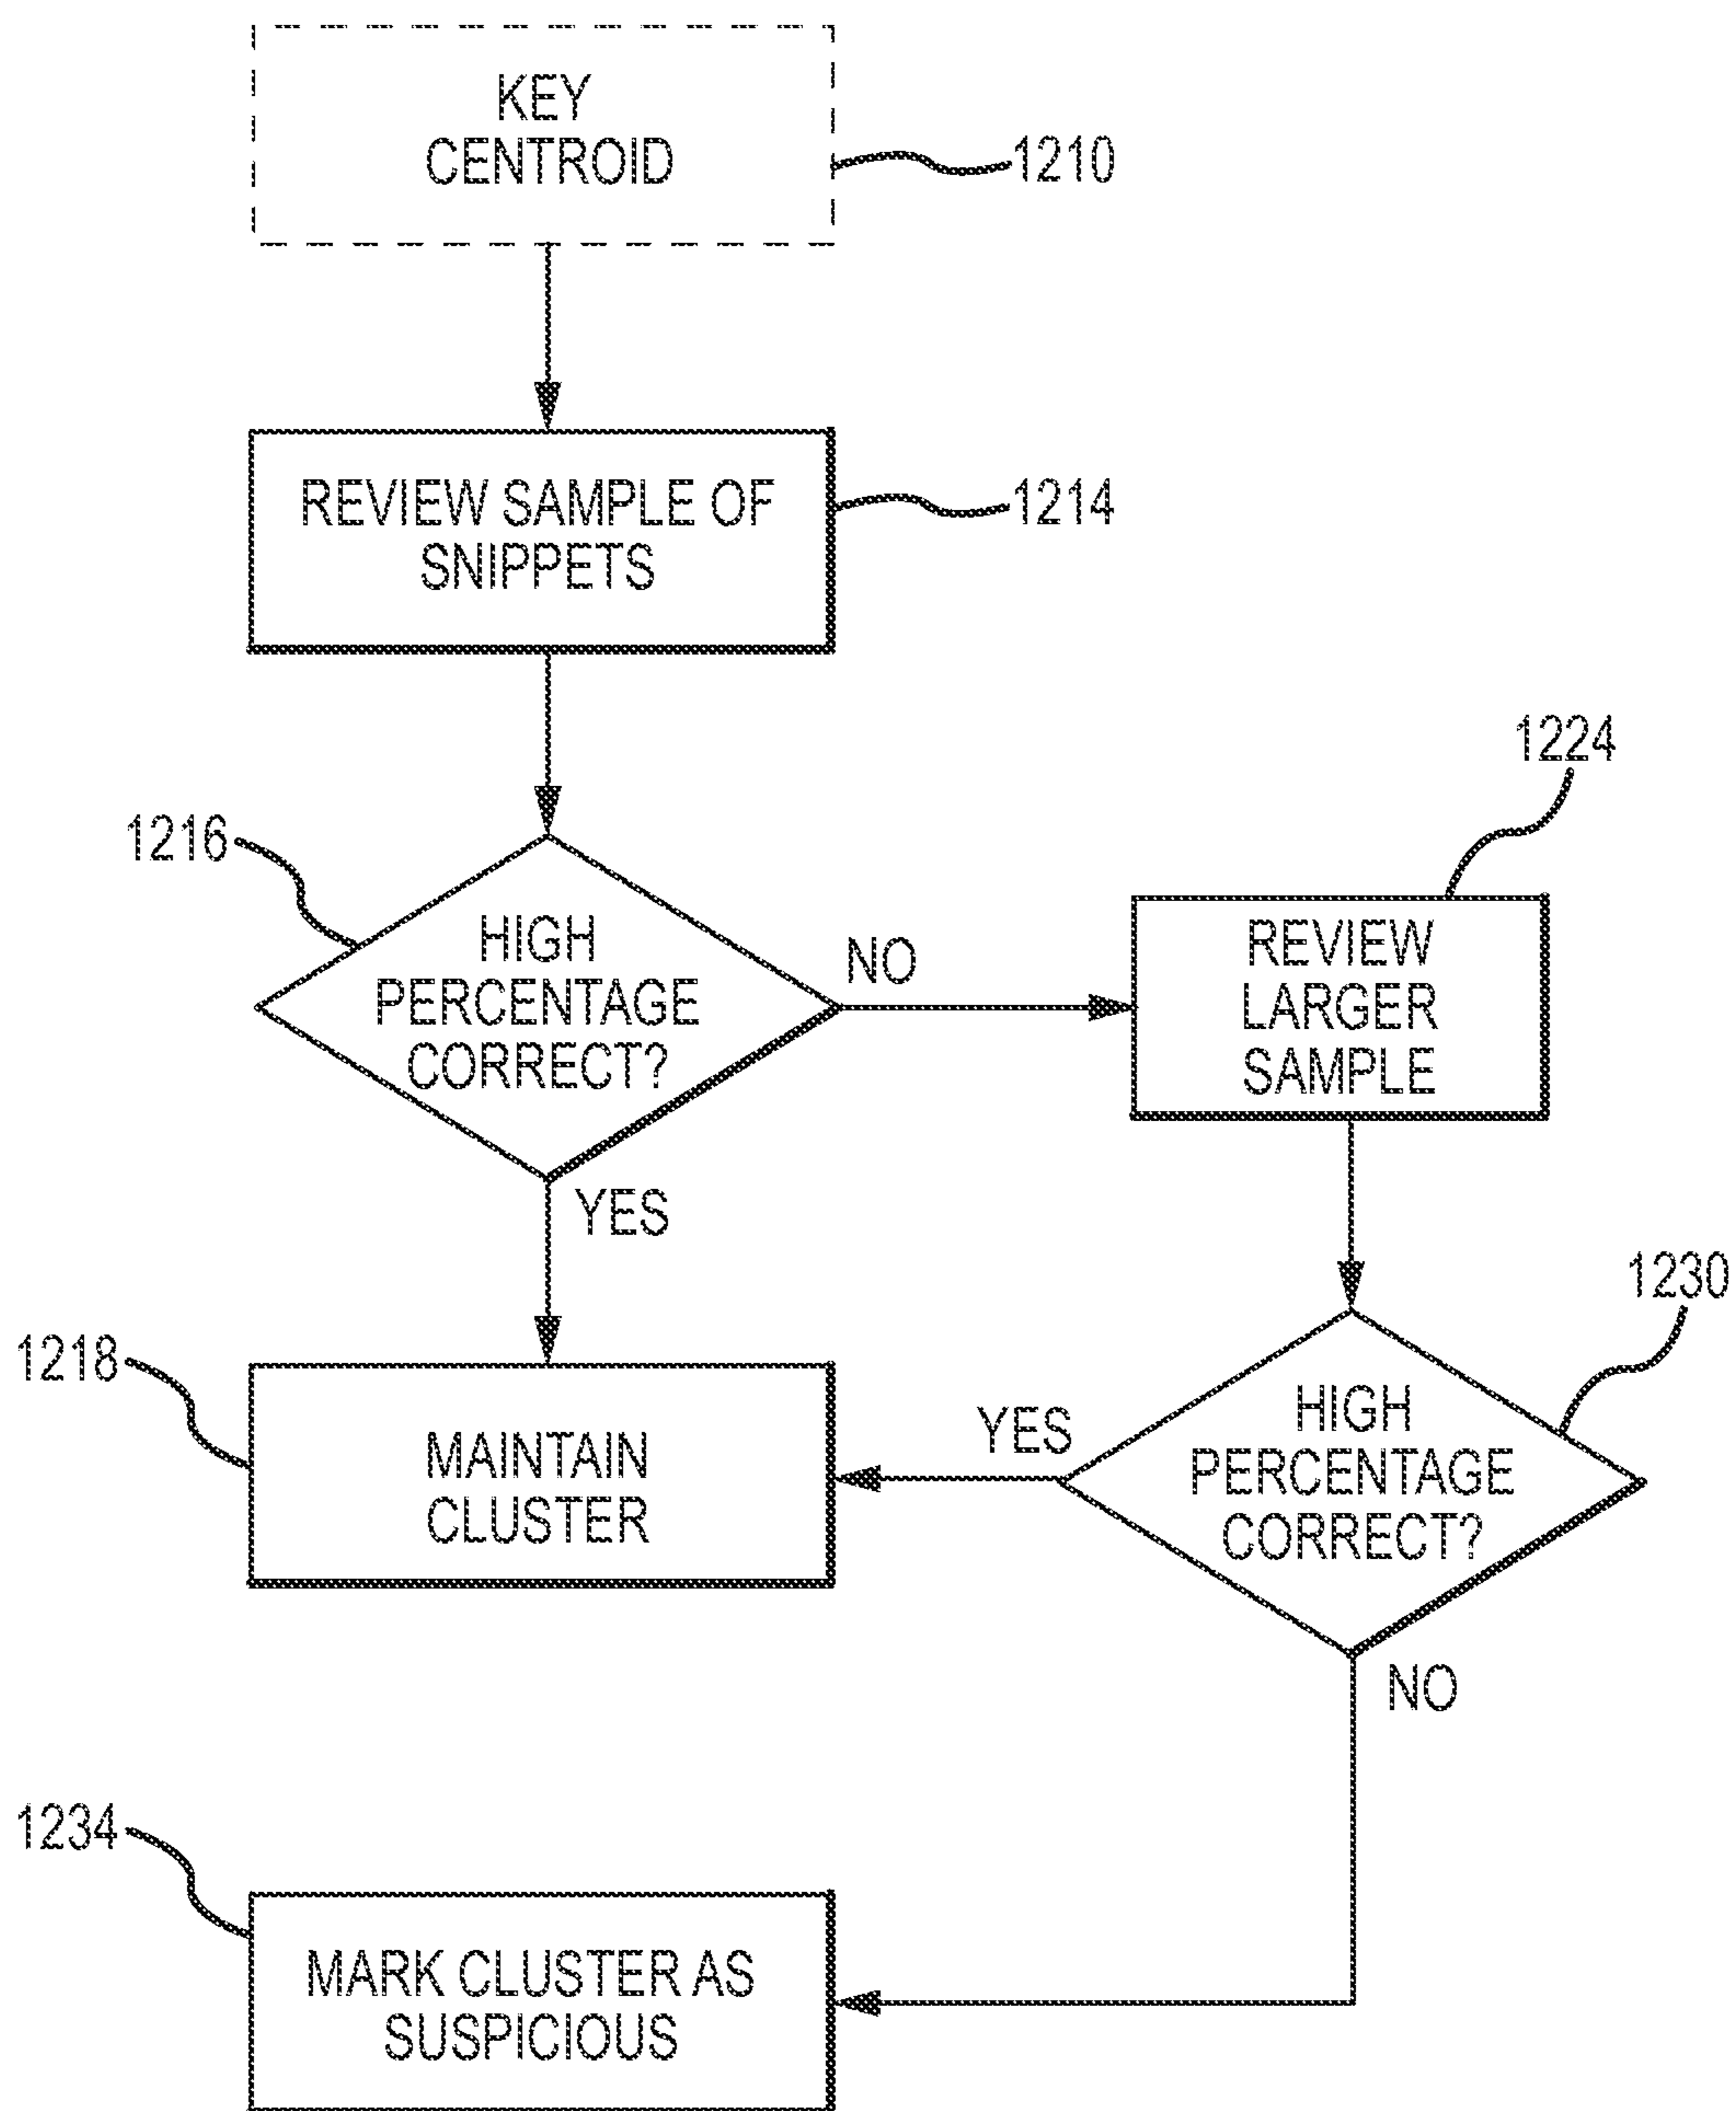 KEY
CENTROID
1210
REVIEW SAMPLE OF
SNIPPETS
1214
1216
HIGH
PERCENTAGE
CORRECT?
NO
YES
1224
REVIEW
LARGER
SAMPLE
1218
MAINTAIN
CLUSTER
YES
1230
HIGH
PERCENTAGE
CORRECT?
NO
1234
MARK CLUSTER AS
SUSPICIOUS